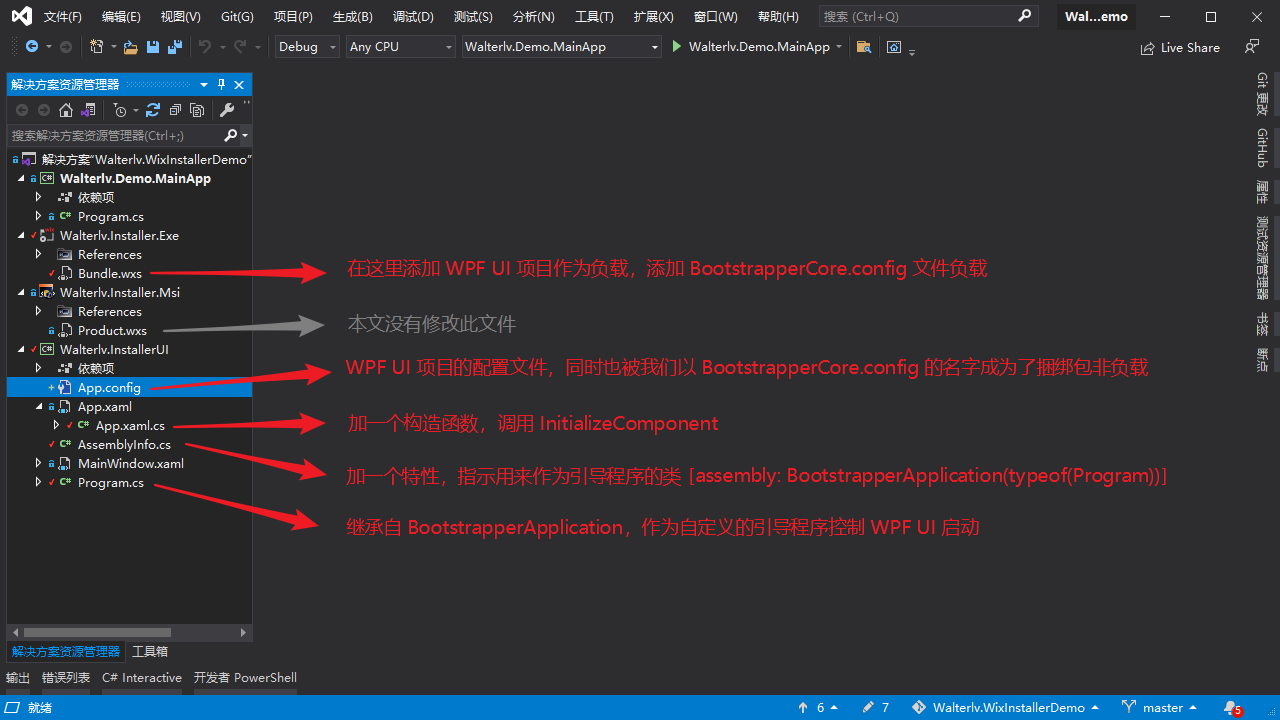 文件(F) 编辑(E) 视图(V) Git(G) 项目(P) 生成(B) 调试(D) 测试(S) 分析(N) 工具(T) 扩展(X) 窗口(W) 帮助(H) 搜索 (Ctrl+Q) Wal...emo
Debug Any CPU Walterlv.Demo.MainApp Walterlv.Demo.MainApp Live Share
解决方案资源管理器
搜索解决方案资源管理器(Ctrl+;)
解决方案"Walterlv.WixInstallerDemo"
Walterlv.Demo.MainApp
依赖项
C# Program.cs
Walterlv.Installer.Exe
References
Bundle.wxs
在这里添加 WPF UI 项目作为负载，添加 BootstrapperCore.config 文件负载
Walterlv.Installer.Msi
References
Product.wxs
本文没有修改此文件
Walterlv.InstallerUI
依赖项
App.config
WPF UI 项目的配置文件，同时也被我们以 BootstrapperCore.config 的名字成为了捆绑包非负载
App.xaml
C# App.xaml.cs
加一个构造函数，调用 InitializeComponent
C# AssemblyInfo.cs
加一个特性，指示用来作为引导程序的类 [assembly: BootstrapperApplication(typeof(Program))]
MainWindow.xaml
C# Program.cs
继承自 BootstrapperApplication，作为自定义的引导程序控制 WPF UI 启动
Git 更改
GitHub
属性
测试资源管理器
书签
断点
解决方案资源管理器 工具箱
输出 错误列表 C# Interactive 开发者 PowerShell
就绪 6 7 Walterlv.WixInstallerDemo master 5